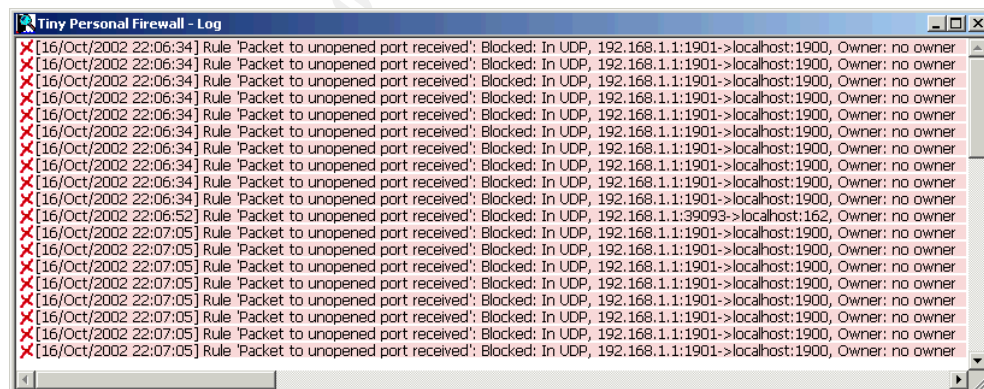 Tiny Personal Firewall - Log
[16/Oct/2002 22:06:34] Rule 'Packet to unopened port received': Blocked: In UDP, 192.168.1.1:1901->localhost:1900, Owner: no owner
[16/Oct/2002 22:06:34] Rule 'Packet to unopened port received': Blocked: In UDP, 192.168.1.1:1901->localhost:1900, Owner: no owner
[16/Oct/2002 22:06:34] Rule 'Packet to unopened port received': Blocked: In UDP, 192.168.1.1:1901->localhost:1900, Owner: no owner
[16/Oct/2002 22:06:34] Rule 'Packet to unopened port received': Blocked: In UDP, 192.168.1.1:1901->localhost:1900, Owner: no owner
[16/Oct/2002 22:06:34] Rule 'Packet to unopened port received': Blocked: In UDP, 192.168.1.1:1901->localhost:1900, Owner: no owner
[16/Oct/2002 22:06:34] Rule 'Packet to unopened port received': Blocked: In UDP, 192.168.1.1:1901->localhost:1900, Owner: no owner
[16/Oct/2002 22:06:34] Rule 'Packet to unopened port received': Blocked: In UDP, 192.168.1.1:1901->localhost:1900, Owner: no owner
[16/Oct/2002 22:06:34] Rule 'Packet to unopened port received': Blocked: In UDP, 192.168.1.1:1901->localhost:1900, Owner: no owner
[16/Oct/2002 22:06:34] Rule 'Packet to unopened port received': Blocked: In UDP, 192.168.1.1:1901->localhost:1900, Owner: no owner
[16/Oct/2002 22:06:34] Rule 'Packet to unopened port received': Blocked: In UDP, 192.168.1.1:1901->localhost:1900, Owner: no owner
[16/Oct/2002 22:06:52] Rule 'Packet to unopened port received': Blocked: In UDP, 192.168.1.1:39093->localhost:162, Owner: no owner
[16/Oct/2002 22:07:05] Rule 'Packet to unopened port received': Blocked: In UDP, 192.168.1.1:1901->localhost:1900, Owner: no owner
[16/Oct/2002 22:07:05] Rule 'Packet to unopened port received': Blocked: In UDP, 192.168.1.1:1901->localhost:1900, Owner: no owner
[16/Oct/2002 22:07:05] Rule 'Packet to unopened port received': Blocked: In UDP, 192.168.1.1:1901->localhost:1900, Owner: no owner
[16/Oct/2002 22:07:05] Rule 'Packet to unopened port received': Blocked: In UDP, 192.168.1.1:1901->localhost:1900, Owner: no owner
[16/Oct/2002 22:07:05] Rule 'Packet to unopened port received': Blocked: In UDP, 192.168.1.1:1901->localhost:1900, Owner: no owner
[16/Oct/2002 22:07:05] Rule 'Packet to unopened port received': Blocked: In UDP, 192.168.1.1:1901->localhost:1900, Owner: no owner
[16/Oct/2002 22:07:05] Rule 'Packet to unopened port received': Blocked: In UDP, 192.168.1.1:1901->localhost:1900, Owner: no owner
[16/Oct/2002 22:07:05] Rule 'Packet to unopened port received': Blocked: In UDP, 192.168.1.1:1901->localhost:1900, Owner: no owner